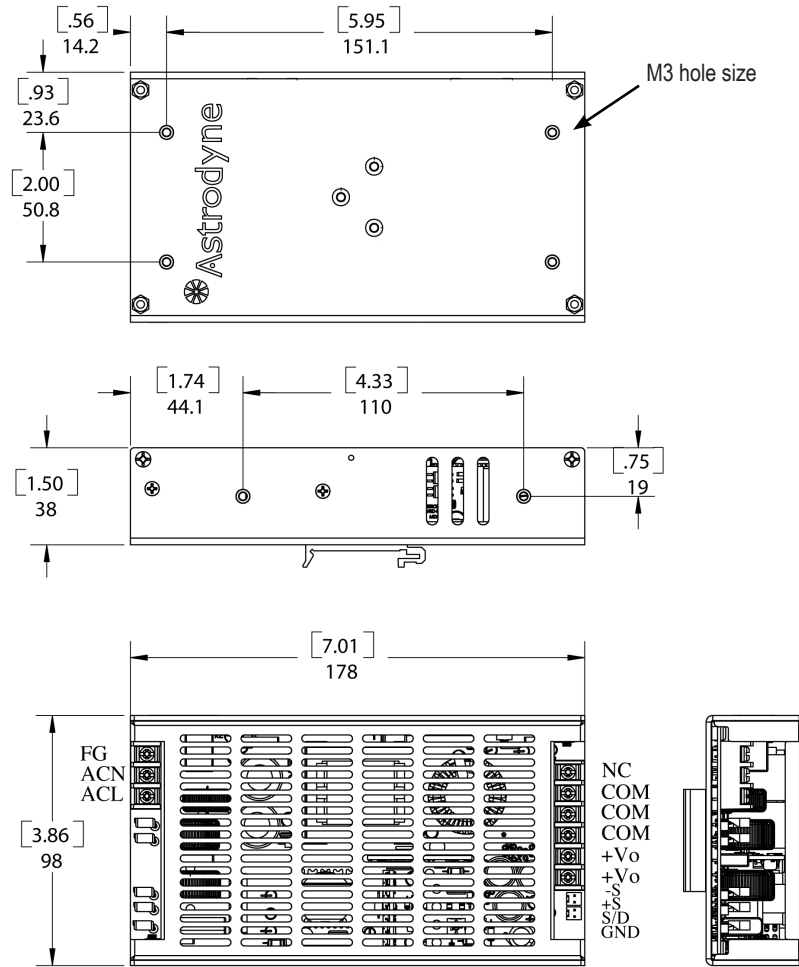 [.56]
14.2
[5.95]
151.1
M3 hole size
[.93]
23.6
[2.00]
50.8
Astrodyne
[1.74]
44.1
[4.33]
110
[1.50]
38
[.75]
19
[7.01]
178
[3.86]
98
FG
ACN
ACL
NC
COM
COM
COM
+Vo
+Vo
-S
+S
S/D
GND